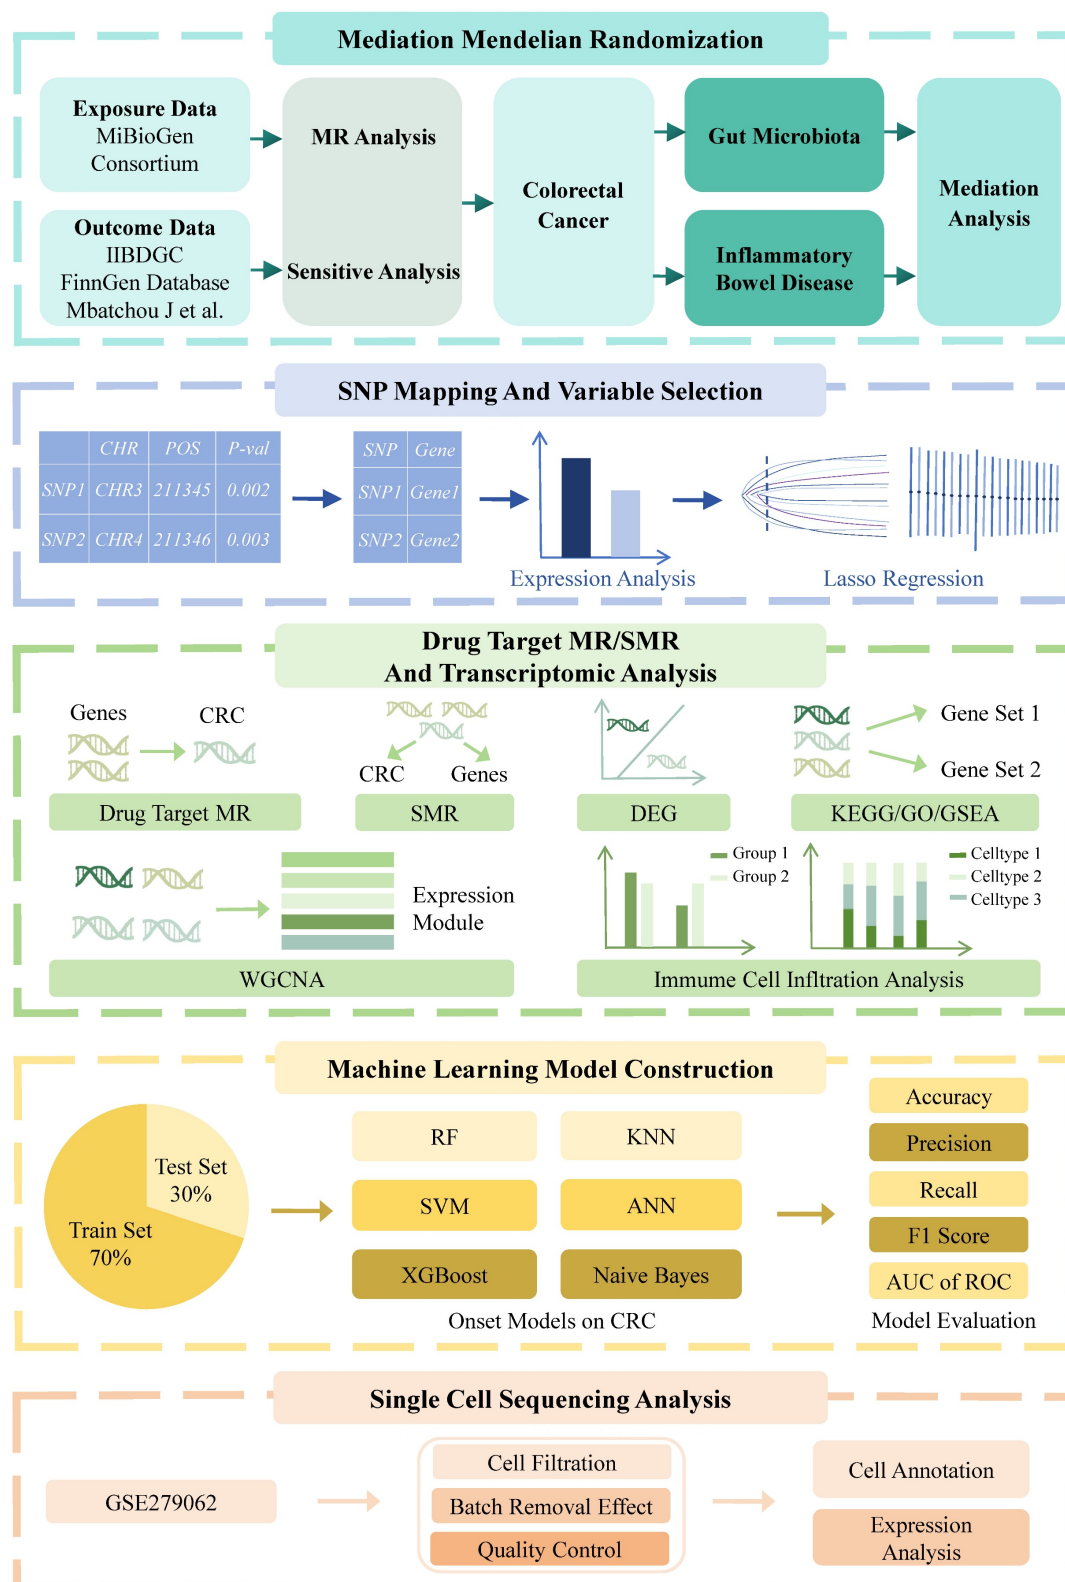 Mediation Mendelian Randomization
Exposure Data
MiBioGen
Consortium
Outcome Data
IIBDGC
FinnGen Database
Mbatchou J et al.
MR Analysis
Sensitive Analysis
Colorectal
Cancer
Gut Microbiota
Inflammatory
Bowel Disease
Mediation
Analysis
SNP Mapping And Variable Selection
CHR POS P-val
SNP1 CHR3 211345 0.002
SNP2 CHR4 211346 0.003
SNP Gene
SNP1 Gene1
SNP2 Gene2
Expression Analysis
Lasso Regression
Drug Target MR/SMR
And Transcriptomic Analysis
Genes
CRC
Drug Target MR
CRC
Genes
SMR
DEG
Gene Set 1
Gene Set 2
KEGG/GO/GSEA
Expression
Module
WGCNA
Group 1
Group 2
Celltype 1
Celltype 2
Celltype 3
Immume Cell Infltration Analysis
Machine Learning Model Construction
Test Set
30%
Train Set
70%
RF
KNN
SVM
ANN
XGBoost
Naive Bayes
Onset Models on CRC
Accuracy
Precision
Recall
F1 Score
AUC of ROC
Model Evaluation
Single Cell Sequencing Analysis
GSE279062
Cell Filtration
Batch Removal Effect
Quality Control
Cell Annotation
Expression
Analysis